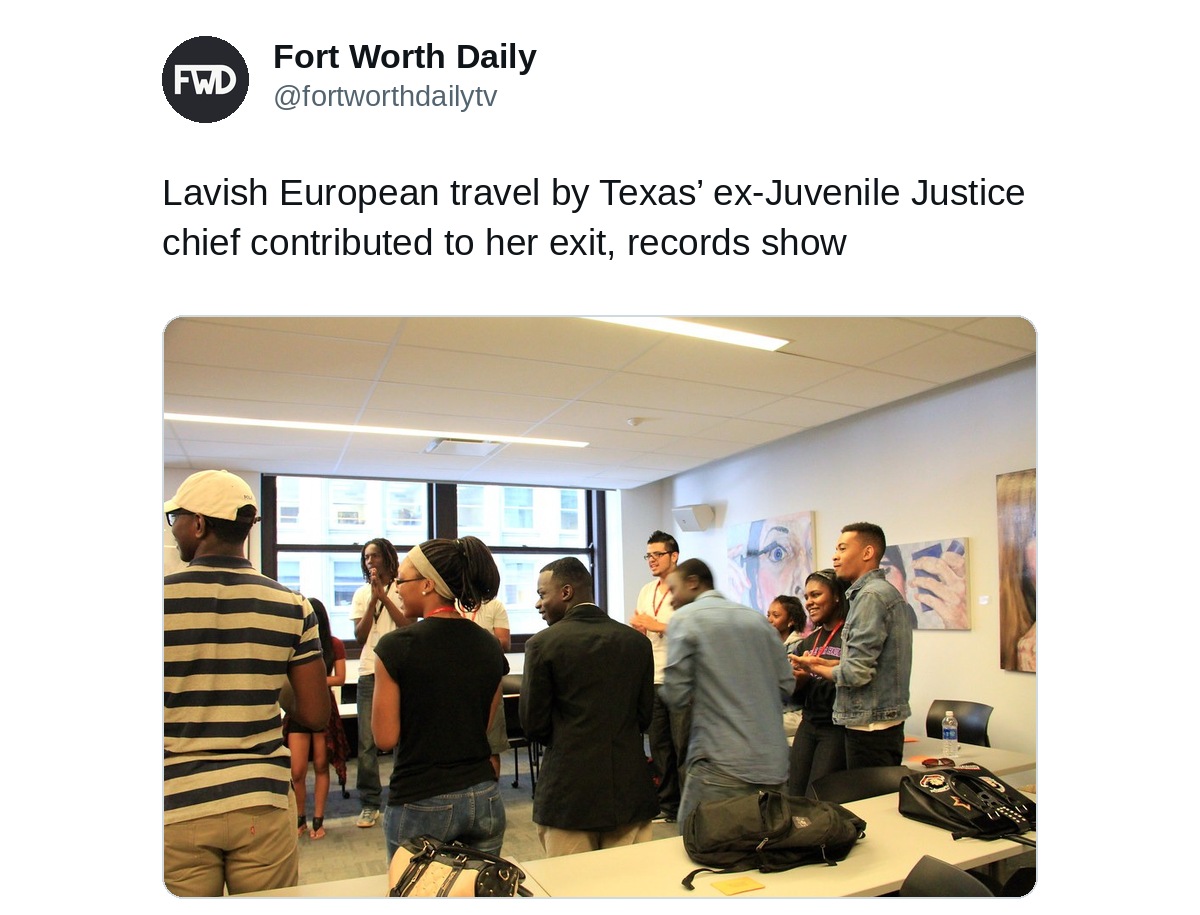 FWD
Fort Worth Daily
@fortworthdailytv
Lavish European travel by Texas’ ex-Juvenile Justice
chief contributed to her exit, records show